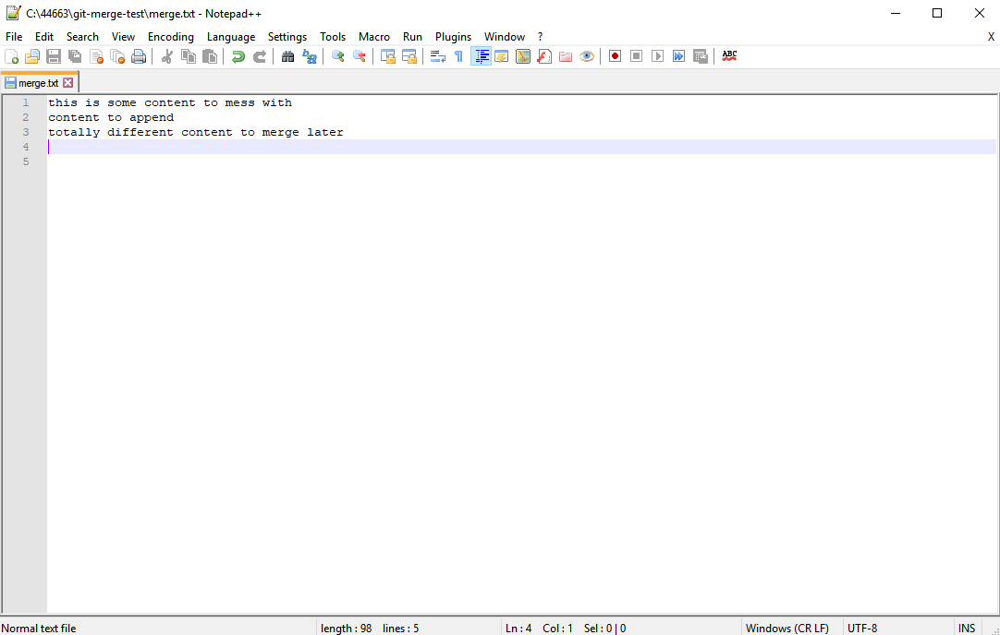 C:\44663\git-merge-test\merge.txt - Notepad++
File Edit Search View Encoding Language Settings Tools Macro Run Plugins Window ? X
ABC
merge.txt
1 this is some content to mess with
2 content to append
3 totally different content to merge later
4
5
Normal text file length : 98 lines : 5 Ln : 4 Col : 1 Sel : 0 | 0 Windows (CR LF) UTF-8 INS